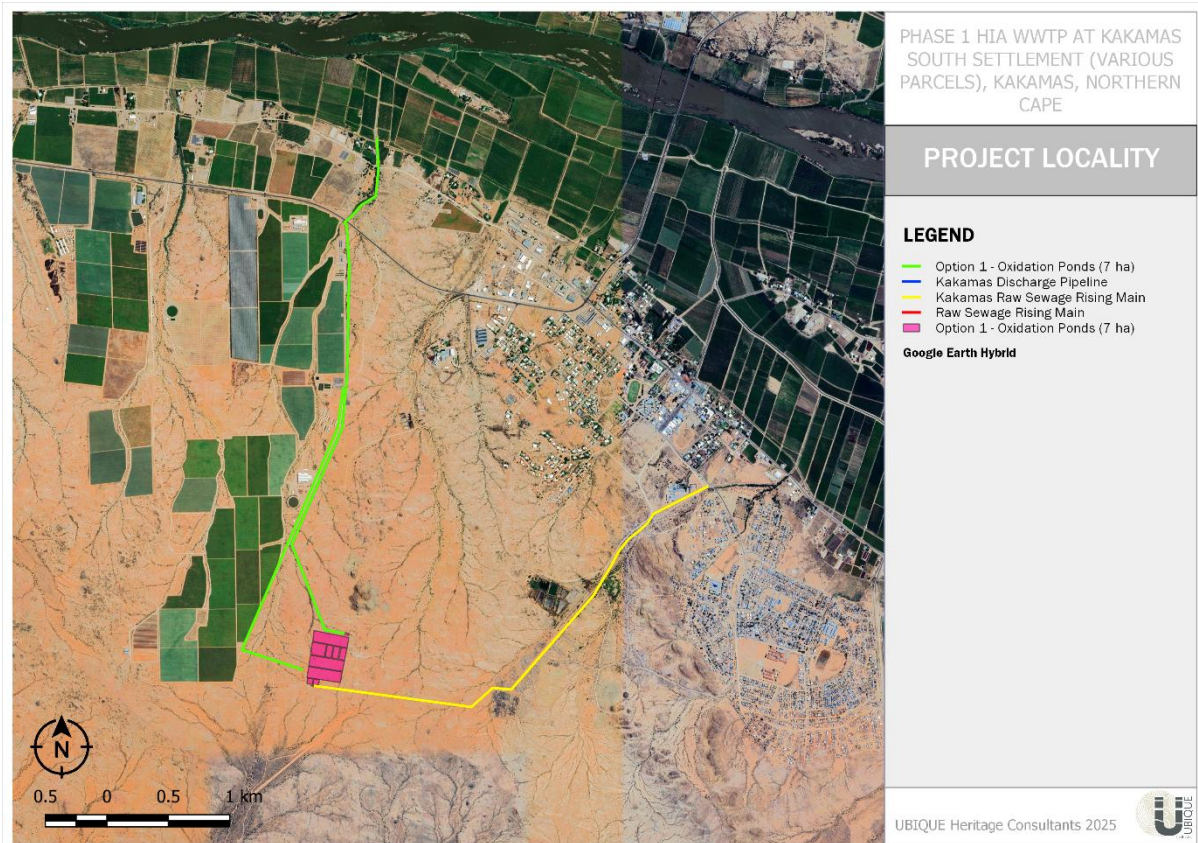 PHASE 1 HIA WWTP AT KAKAMAS
SOUTH SETTLEMENT (VARIOUS
PARCELS), KAKAMAS, NORTHERN
CAPE
PROJECT LOCALITY
LEGEND
Option 1 - Oxidation Ponds (7 ha)
Kakamas Discharge Pipeline
Kakamas Raw Sewage Rising Main
Raw Sewage Rising Main
Option 1 - Oxidation Ponds (7 ha)
Google Earth Hybrid
N
0.5 0 0.5 1 km
UBIQUE Heritage Consultants 2025
U
UBIQUE